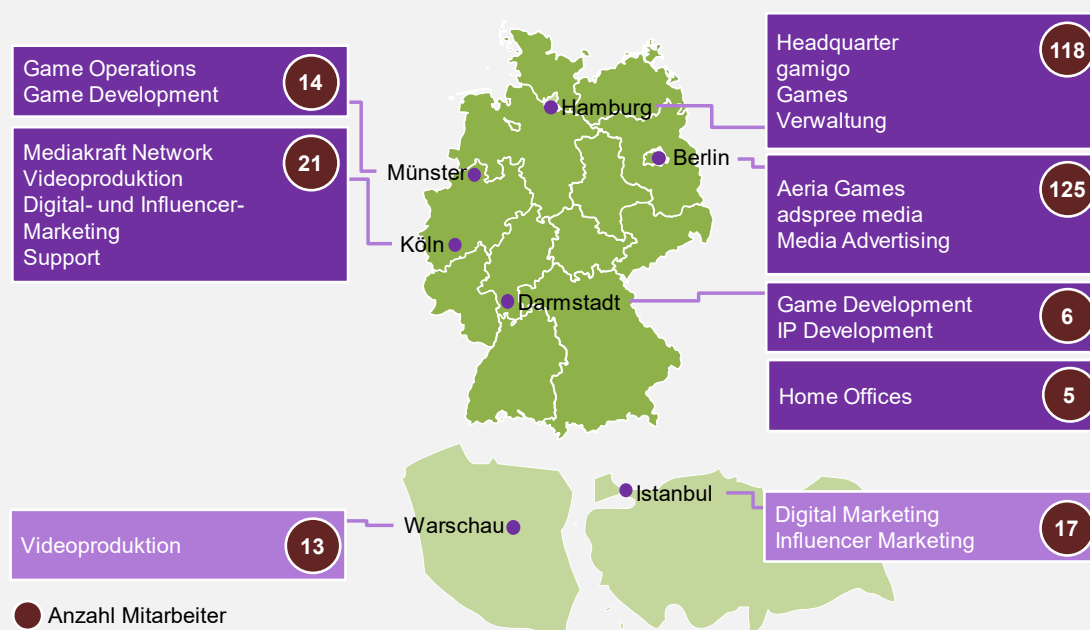 Game Operations
Game Development
14
Mediakraft Network
Videoproduktion
Digital- und Influencer-
Marketing
Support
21
Hamburg
Berlin
Münster
Köln
Darmstadt
Headquarter
gamigo
Games
Verwaltung
118
Aeria Games
adspree media
Media Advertising
125
Game Development
IP Development
6
Home Offices
5
Warschau
Istanbul
Videoproduktion
13
Digital Marketing
Influencer Marketing
17
Anzahl Mitarbeiter